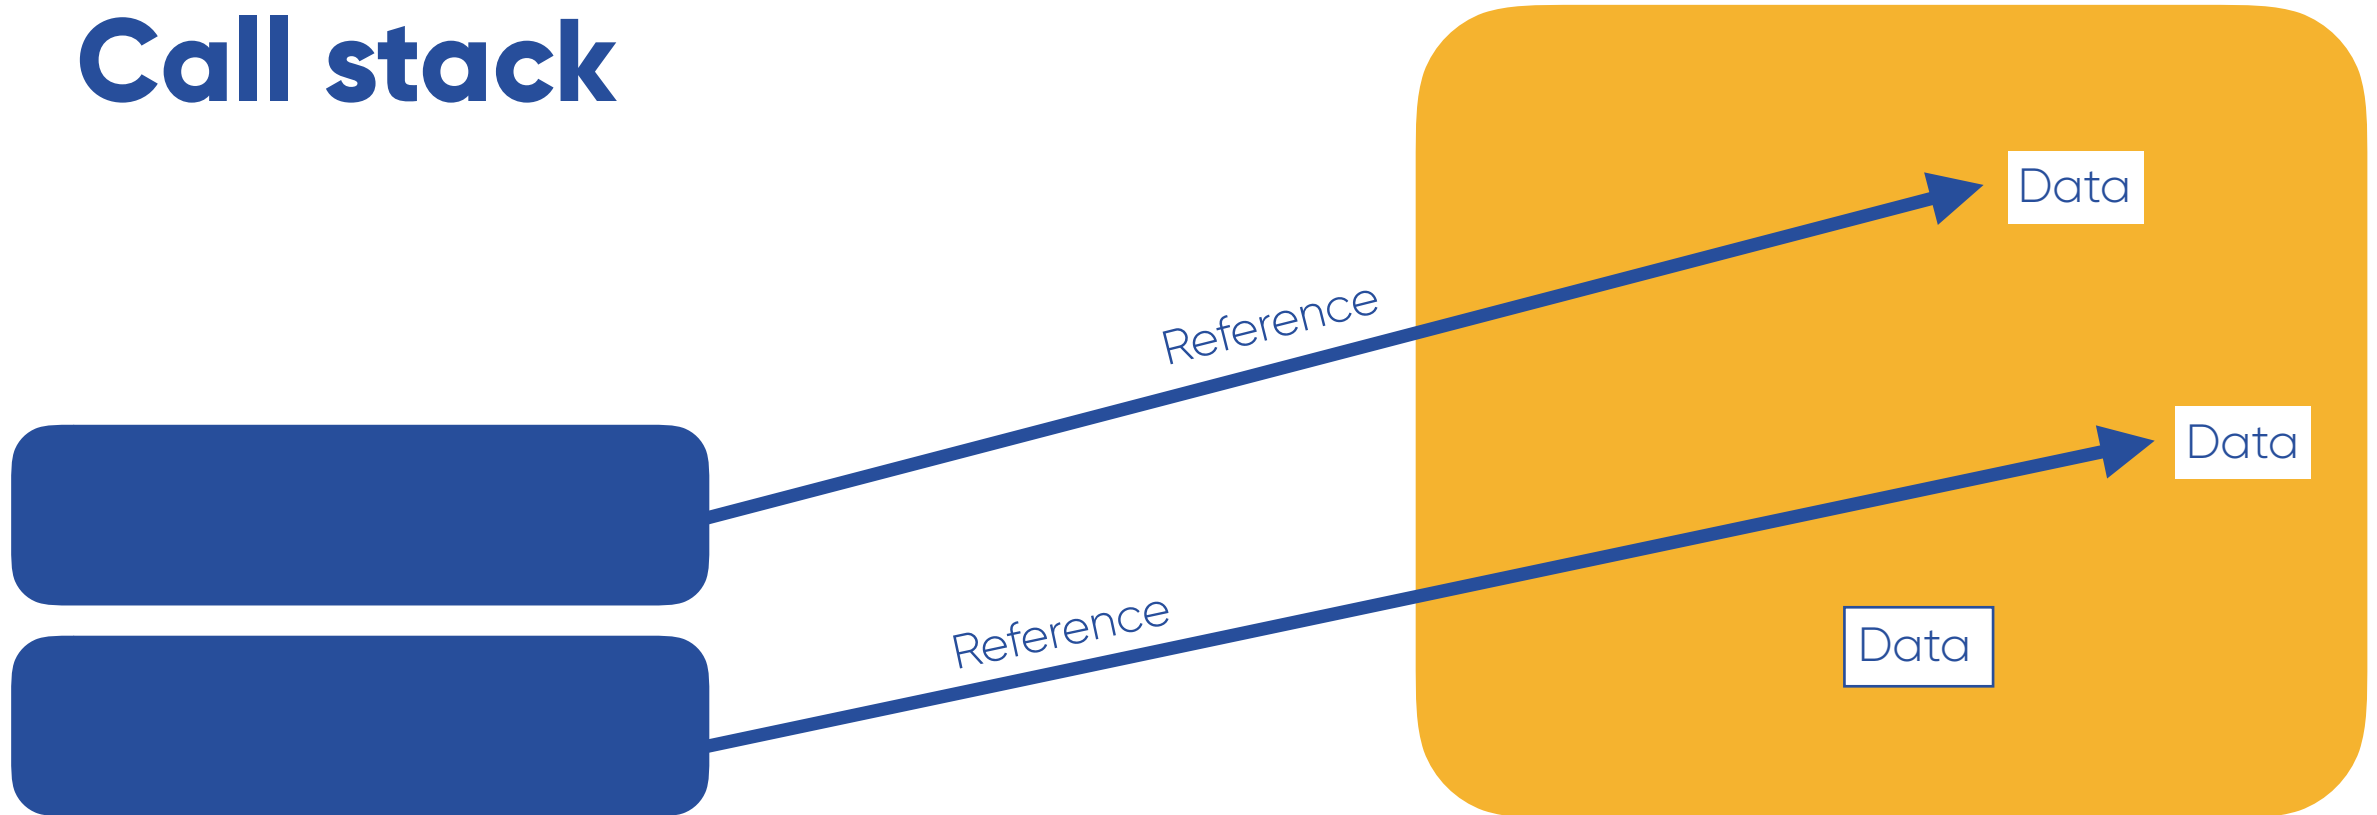 Call stack
Data
Reference
Data
Reference
Data